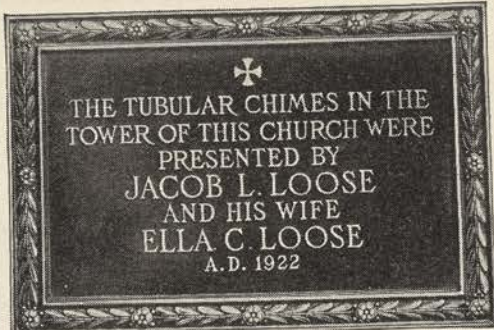 THE TUBULAR CHIMES IN THE
TOWER OF THIS CHURCH WERE
PRESENTED BY
JACOB L. LOOSE
AND HIS WIFE
ELLA C. LOOSE
A.D. 1922